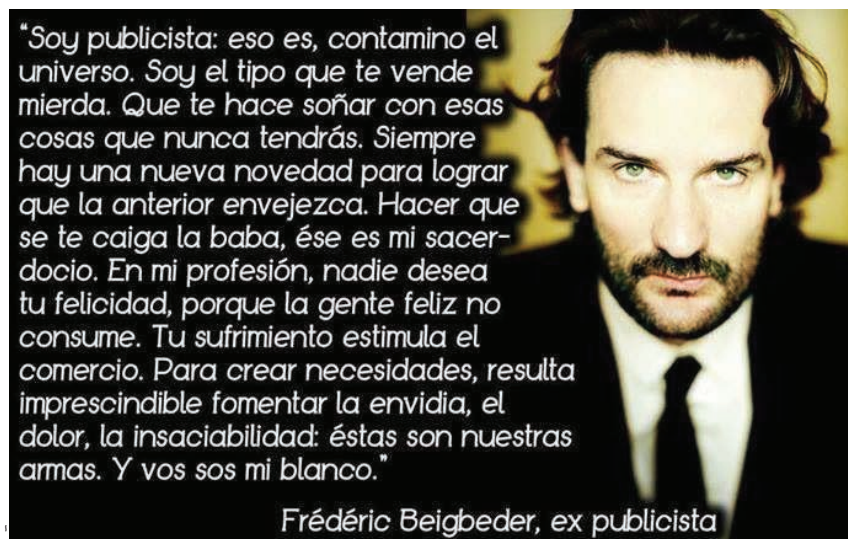 “Soy publicista: eso es, contamino el
universo. Soy el tipo que te vende
mierda. Que te hace soñar con esas
cosas que nunca tendrás. Siempre
hay una nueva novedad para lograr
que la anterior envejezca. Hacer que
se te caiga la baba, ése es mi sacer-
docio. En mi profesión, nadie desea
tu felicidad, porque la gente feliz no
consume. Tu sufrimiento estimula el
comercio. Para crear necesidades, resulta
imprescindible fomentar la envidia, el
dolor, la insaciabilidad: éstas son nuestras
armas. Y vos sos mi blanco.”
Frédéric Beigbeder, ex publicista